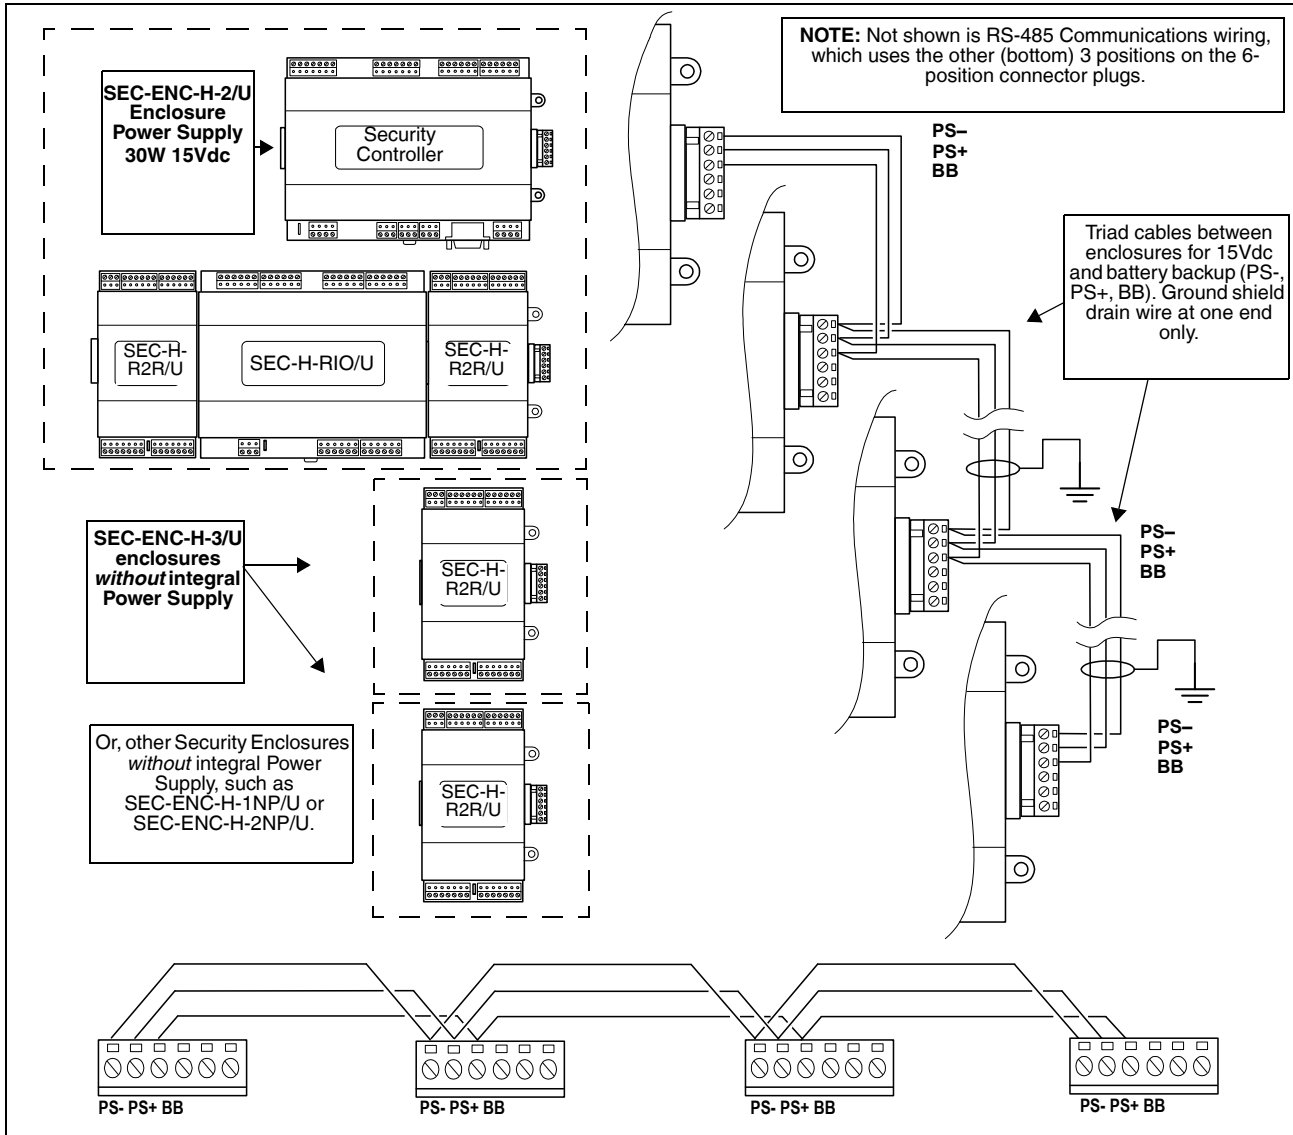 SEC-ENC-H-2/U
Enclosure
Power Supply
30W 15Vdc
Security
Controller
NOTE: Not shown is RS-485 Communications wiring,
which uses the other (bottom) 3 positions on the 6-
position connector plugs.
PS–
PS+
BB
Triad cables between
enclosures for 15Vdc
and battery backup (PS-,
PS+, BB). Ground shield
drain wire at one end
only.
SEC-H-
R2R/U
SEC-H-RIO/U
SEC-H-
R2R/U
SEC-ENC-H-3/U
enclosures
without integral
Power Supply
SEC-H-
R2R/U
PS–
PS+
BB
Or, other Security Enclosures
without integral Power
Supply, such as
SEC-ENC-H-1NP/U or
SEC-ENC-H-2NP/U.
SEC-H-
R2R/U
PS–
PS+
BB
PS- PS+ BB
PS- PS+ BB
PS- PS+ BB
PS- PS+ BB